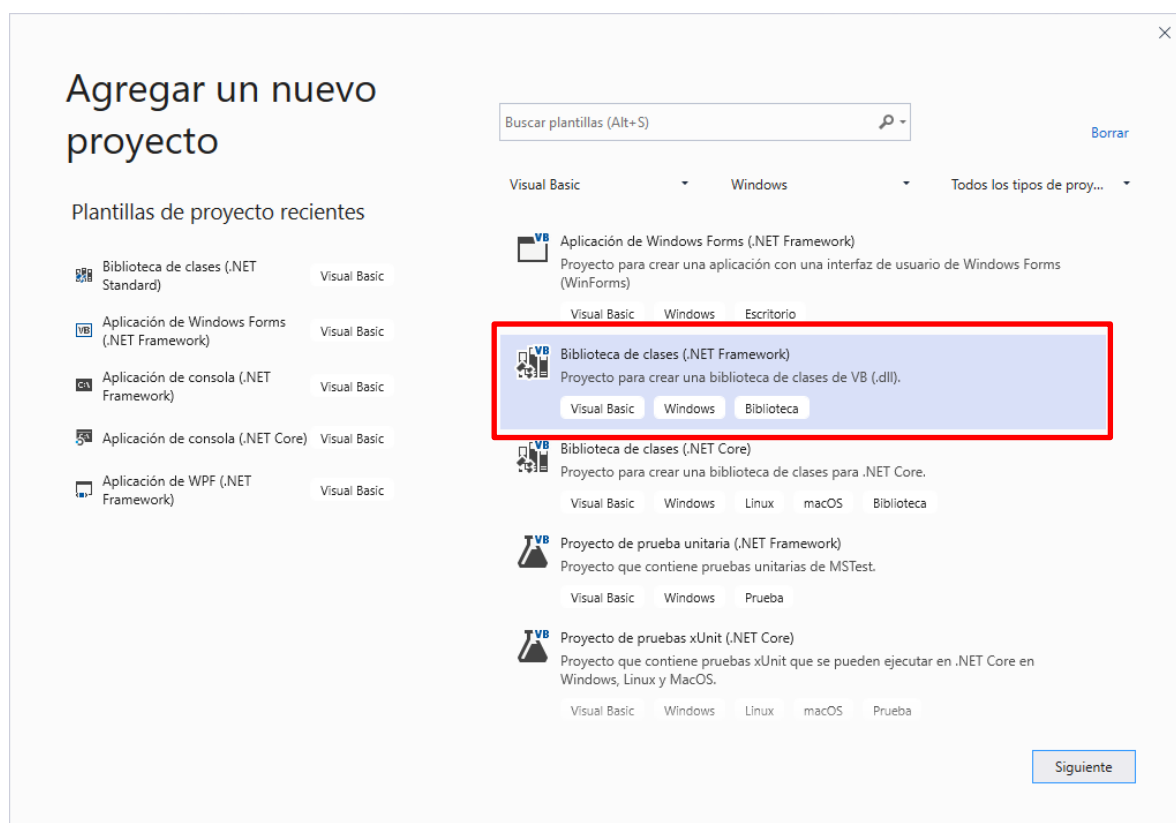 Agregar un nuevo
proyecto
Plantillas de proyecto recientes
Biblioteca de clases (.NET
Standard)
Visual Basic
VB
Aplicación de Windows Forms
(.NET Framework)
Visual Basic
C:\
Aplicación de consola (.NET
Framework)
Visual Basic
Aplicación de consola (.NET Core)
Visual Basic
Aplicación de WPF (.NET
Framework)
Visual Basic
Buscar plantillas (Alt+S)
Borrar
Visual Basic
Windows
Todos los tipos de proy...
VB
Aplicación de Windows Forms (.NET Framework)
Proyecto para crear una aplicación con una interfaz de usuario de Windows Forms
(WinForms)
Visual Basic Windows Escritorio
VB
Biblioteca de clases (.NET Framework)
Proyecto para crear una biblioteca de clases de VB (.dll).
Visual Basic Windows Biblioteca
VB
Biblioteca de clases (.NET Core)
Proyecto para crear una biblioteca de clases para .NET Core.
Visual Basic Windows Linux macOS Biblioteca
VB
Proyecto de prueba unitaria (.NET Framework)
Proyecto que contiene pruebas unitarias de MSTest.
Visual Basic Windows Prueba
VB
Proyecto de pruebas xUnit (.NET Core)
Proyecto que contiene pruebas xUnit que se pueden ejecutar en .NET Core en
Windows, Linux y MacOS.
Visual Basic Windows Linux macOS Prueba
Siguiente